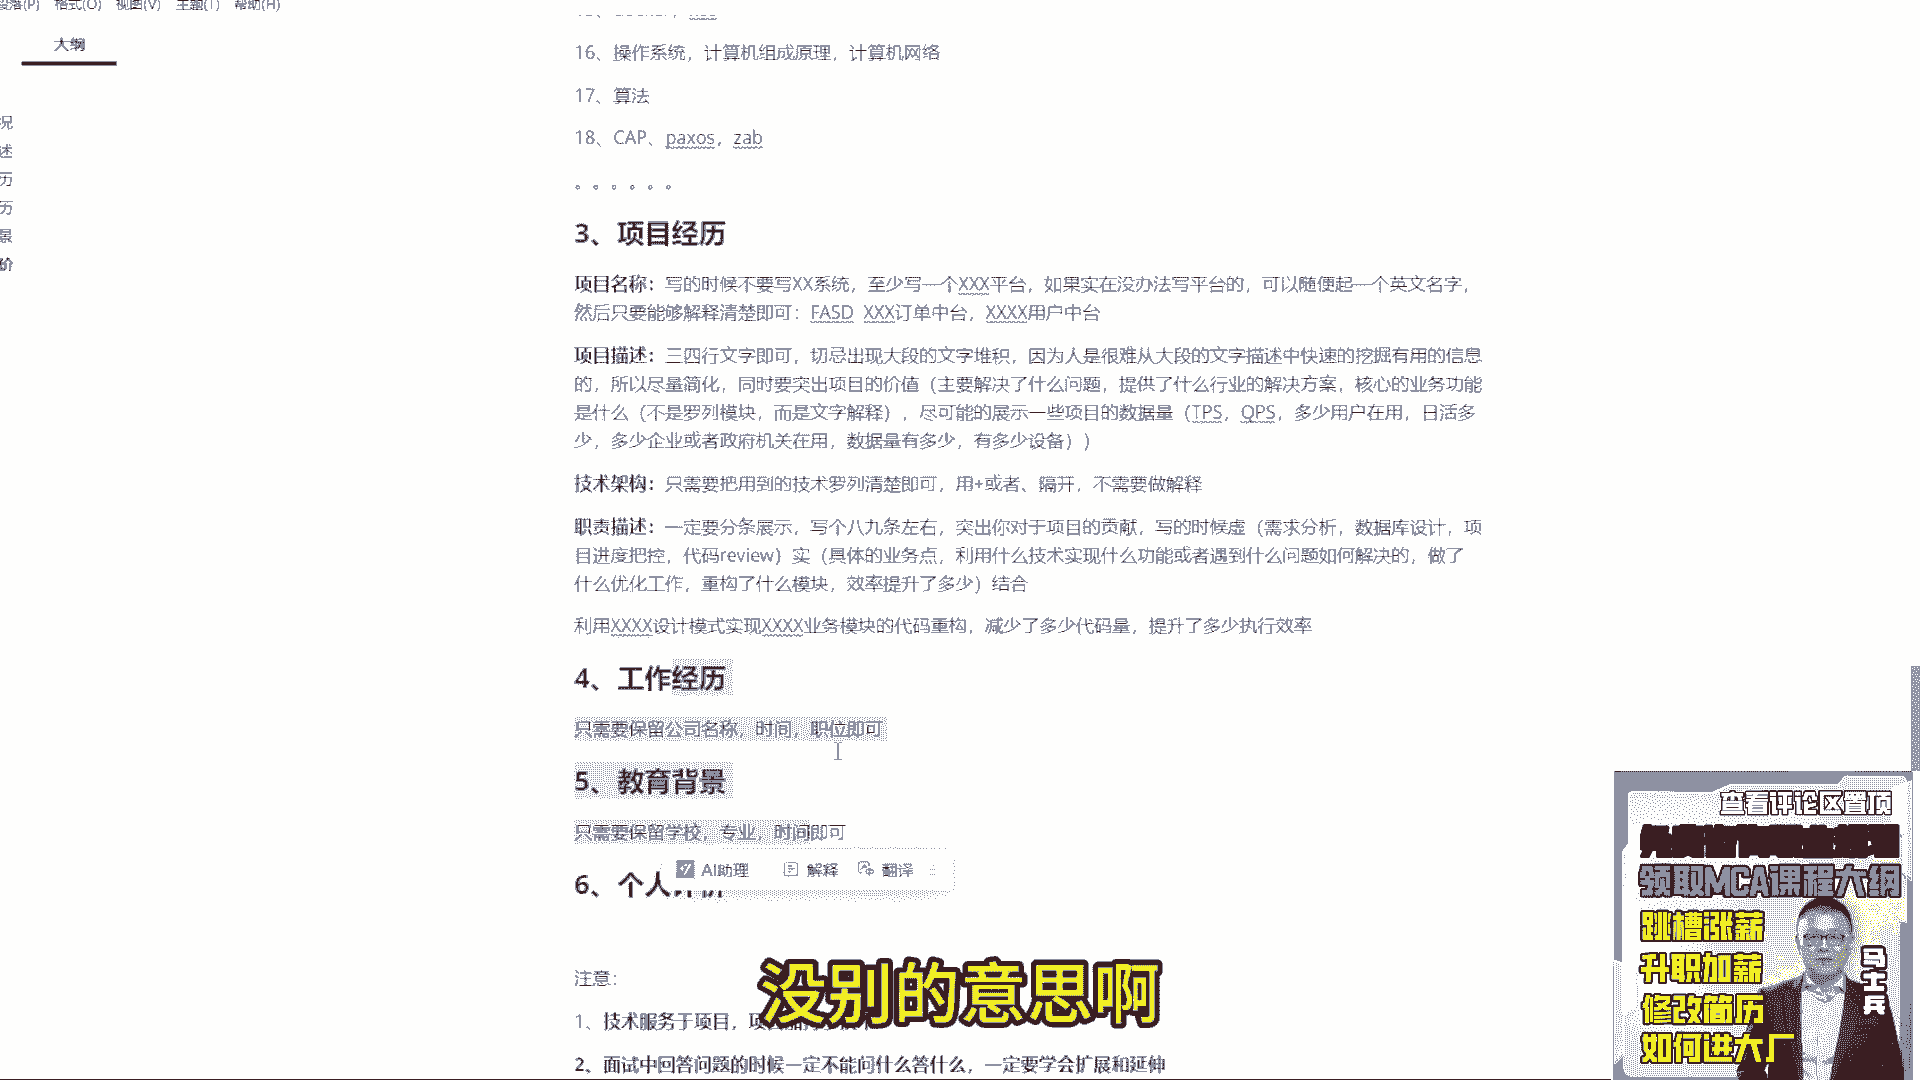 段落(P) 格式(O) 视图(V) 主题(T) 帮助(H)
大纲
况
述
历
历
景
价
16、操作系统，计算机组成原理，计算机网络
17、算法
18、CAP、paxos，zab
。。。。。。
3、项目经历
项目名称：写的时候不要写XX系统，至少写一个XXX平台，如果实在没办法写平台的，可以随便起一个英文名字，
然后只要能够解释清楚即可：FASD XXX订单中台，XXXX用户中台
项目描述：三四行文字即可，切忌出现大段的文字堆积，因为人是很难从大段的文字描述中快速的挖掘有用的信息
的，所以尽量简化，同时要突出项目的价值（主要解决了什么问题，提供了什么行业的解决方案，核心的业务功能
是什么（不是罗列模块，而是文字解释），尽可能的展示一些项目的数据量（TPS，QPS，多少用户在用，日活多
少，多少企业或者政府机关在用，数据量有多少，有多少设备））
技术架构：只需要把用到的技术罗列清楚即可，用+或者、隔开，不需要做解释
职责描述：一定要分条展示，写个八九条左右，突出你对于项目的贡献，写的时候虚（需求分析，数据库设计，项
目进度把控，代码review）实（具体的业务点，利用什么技术实现什么功能或者遇到什么问题如何解决的，做了
什么优化工作，重构了什么模块，效率提升了多少）结合
利用XXXX设计模式实现XXXX业务模块的代码重构，减少了多少代码量，提升了多少执行效率
4、工作经历
只需要保留公司名称，时间，职位即可
5、教育背景
只需要保留学校，专业，时间即可
AI助理 解释 翻译
6、个人
注意：
1、技术服务于项目，项
2、面试中回答问题的时候一定不能问什么答什么，一定要学会扩展和延伸
没别的意思啊
查看评论区置顶
领取MCA课程大纲
跳槽涨薪
升职加薪
修改简历
如何进大厂
马士兵